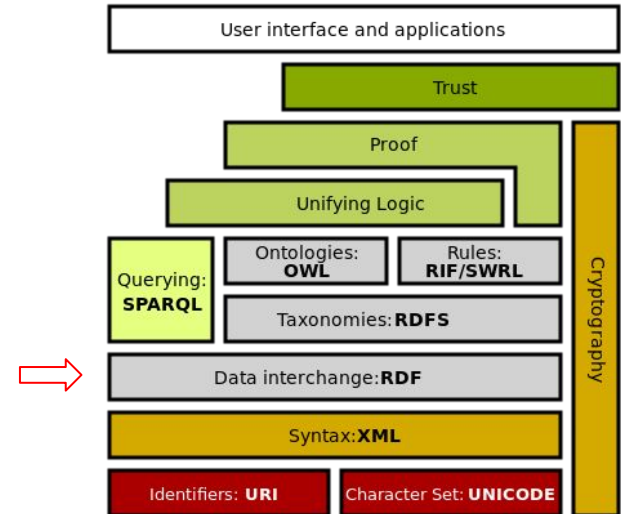 User interface and applications
Trust
Proof
Unifying Logic
Querying:
SPARQL
Ontologies:
OWL
Rules:
RIF/SWRL
Taxonomies:RDFS
Cryptography
Data interchange:RDF
Syntax:XML
Identifiers: URI
Character Set: UNICODE